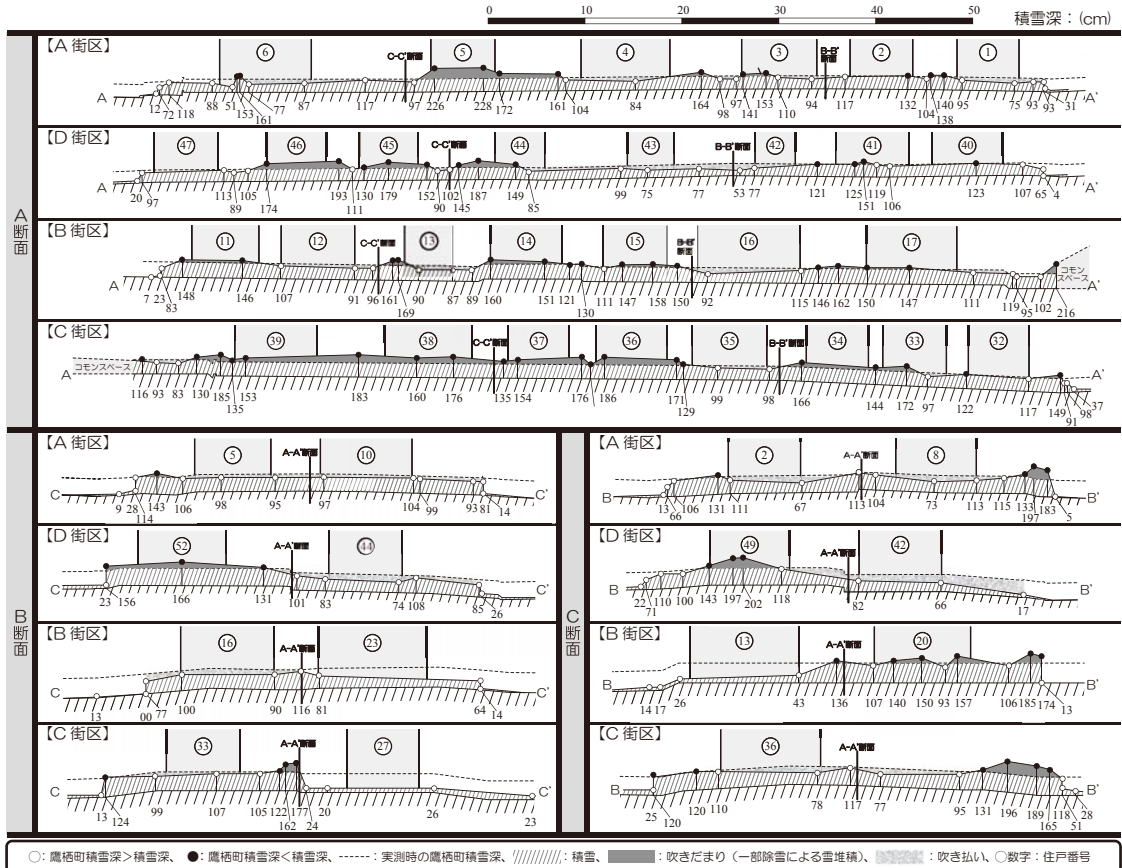 0 10 20 30 40 50
積雪深：(cm)
A断面
【A 街区】
⑥ C-C'断面 ⑤ ④ ③ B-B'断面 ② ①
A A'
12 72 118 88 51 153 161 77 87 117 97 226 228 172 161 104 84 164 98 97 141 153 110 94 117 132 104 140 138 95 75 93 93 31
【D 街区】
㊼ ㊻ ㊺ C-C'断面 ㊹ ㊸ B-B'断面 ㊷ ㊶ ㊵
A A'
20 97 113 89 105 174 193 111 130 179 152 90 102 145 187 149 85 99 75 77 53 77 121 125 151 119 106 123 107 65 4
【B 街区】
⑪ ⑫ C-C'断面 ⑬ ⑭ ⑮ B-B'断面 ⑯ ⑰
コモンスペース
A A'
7 23 83 148 146 107 91 96 161 169 90 87 89 160 151 121 130 111 147 158 150 92 115 146 162 150 147 111 119 95 102 216
【C 街区】
㊴ ㊳ C-C'断面 ㊲ ㊱ ㉟ B-B'断面 ㉞ ㉝ ㉜
コモンスペース
A A'
116 93 83 130 185 135 153 183 160 176 135 154 176 186 171 129 99 98 166 144 172 97 122 117 149 91 98 37
B断面
【A 街区】
⑤ A-A'断面 ⑩
C C'
9 28 114 143 106 98 95 97 104 99 93 81 14
【D 街区】
52 A-A'断面 ㊹
C C'
23 156 166 131 101 83 74 108 85 26
【B 街区】
⑯ A-A'断面 ㉓
C C'
13 00 77 100 90 116 81 64 14
【C 街区】
㉝ A-A'断面 ㉗
C C'
13 124 99 107 105 122 162 177 24 20 26 23
C断面
【A 街区】
② A-A'断面 ⑧
B B'
13 66 106 131 111 67 113 104 73 113 115 133 197 183 5
【D 街区】
㊾ A-A'断面 ㊷
B B'
22 71 110 100 143 197 202 118 82 66 17
【B 街区】
⑬ A-A'断面 ⑳
B B'
14 17 26 43 136 107 140 150 93 157 106 185 174 13
【C 街区】
㊱ A-A'断面
B B'
25 120 120 110 78 117 77 95 131 196 189 165 118 51 28
○：鷹栖町積雪深＞積雪深、 ●：鷹栖町積雪深＜積雪深、 -----：実測時の鷹栖町積雪深、 ：積雪、 ：吹きだまり（一部除雪による雪堆積）、 ：吹き払い、○数字：住戸番号